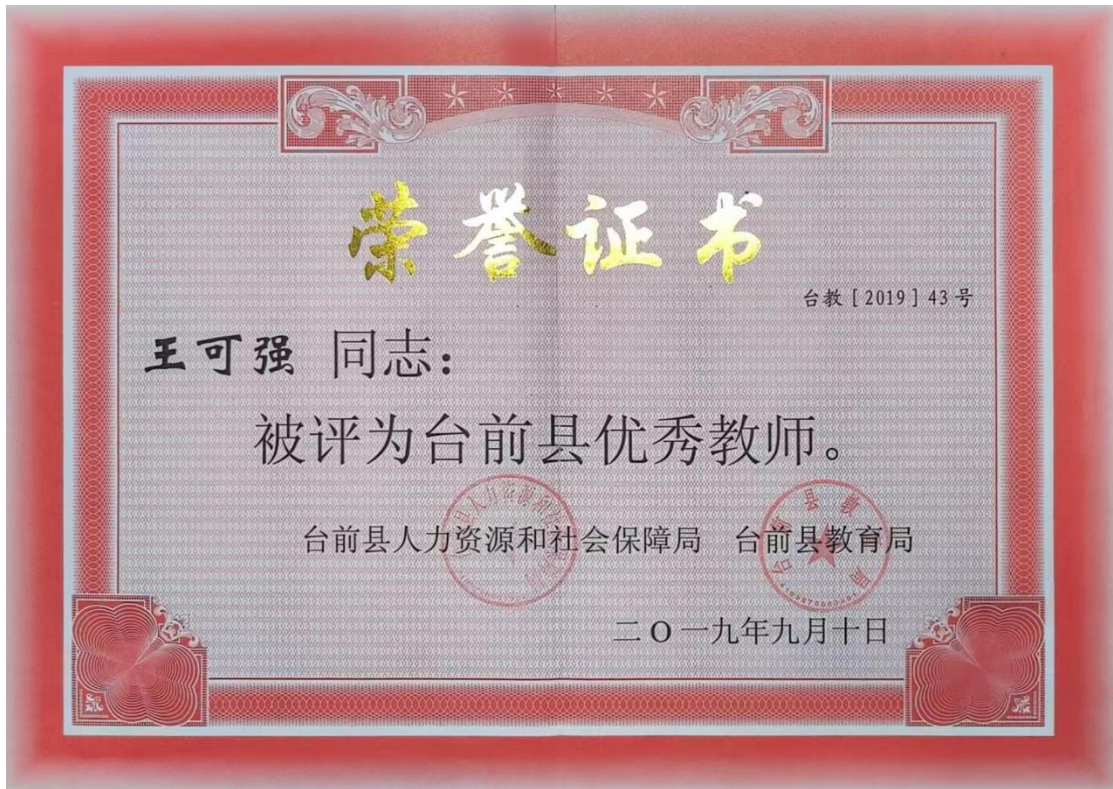 荣誉证书
台教［2019］43号
王可强 同志：
被评为台前县优秀教师。
台前县人力资源和社会保障局 台前县教育局
二O一九年九月十日